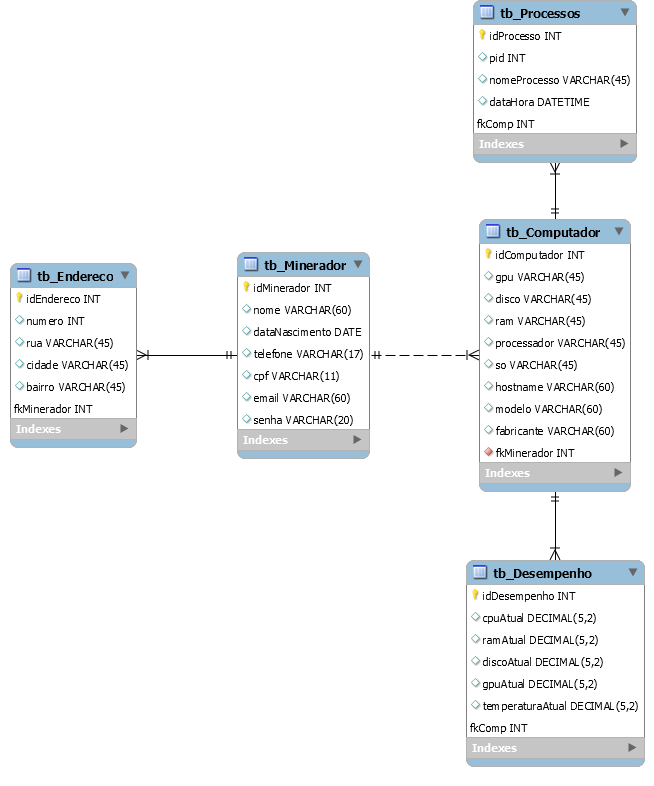 tb_Processos
idProcesso INT
pid INT
nomeProcesso VARCHAR(45)
dataHora DATETIME
fkComp INT
Indexes
tb_Computador
idComputador INT
gpu VARCHAR(45)
disco VARCHAR(45)
ram VARCHAR(45)
processador VARCHAR(45)
so VARCHAR(45)
hostname VARCHAR(60)
modelo VARCHAR(60)
fabricante VARCHAR(60)
fkMinerador INT
Indexes
tb_Endereco
idEndereco INT
numero INT
rua VARCHAR(45)
cidade VARCHAR(45)
bairro VARCHAR(45)
fkMinerador INT
Indexes
tb_Minerador
idMinerador INT
nome VARCHAR(60)
dataNascimento DATE
telefone VARCHAR(17)
cpf VARCHAR(11)
email VARCHAR(60)
senha VARCHAR(20)
Indexes
tb_Desempenho
idDesempenho INT
cpuAtual DECIMAL(5,2)
ramAtual DECIMAL(5,2)
discoAtual DECIMAL(5,2)
gpuAtual DECIMAL(5,2)
temperaturaAtual DECIMAL(5,2)
fkComp INT
Indexes